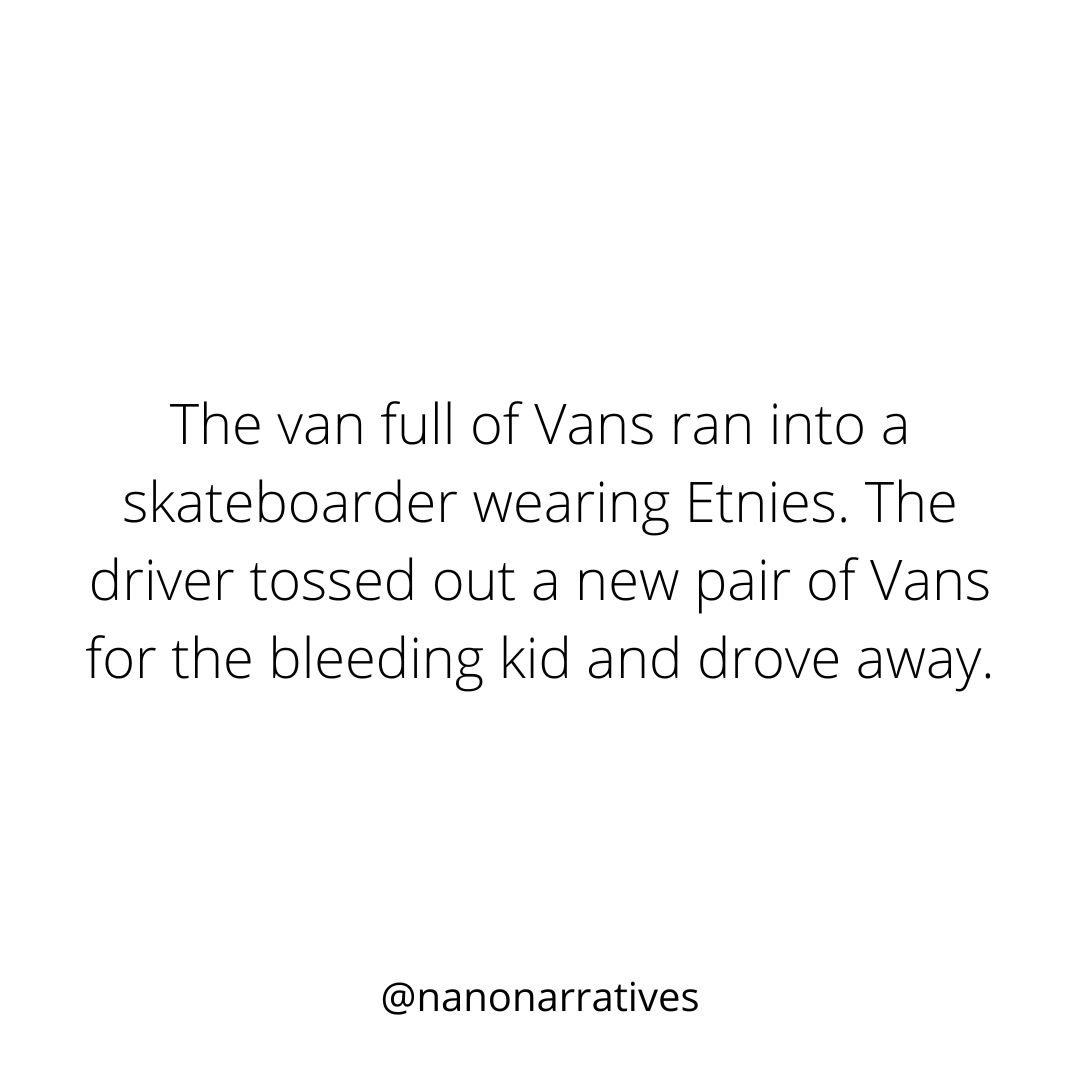 The van full of Vans ran into a
skateboarder wearing Etnies. The
driver tossed out a new pair of Vans
for the bleeding kid and drove away.
@nanonarratives